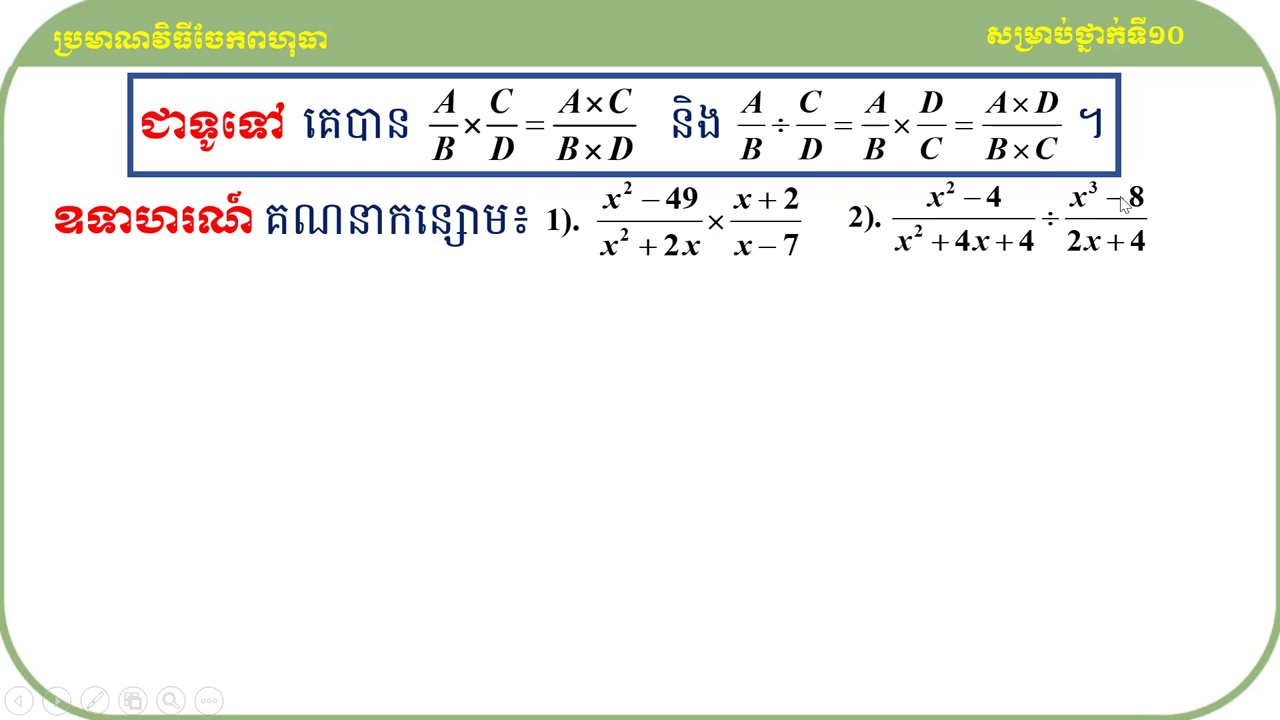 ប្រមាណវិធីចែកពហុធា
សម្រាប់ថ្នាក់ទី១០
ជាទូទៅ គេបាន A/B × C/D = A×C/B×D និង A/B ÷ C/D = A/B × D/C = A×D/B×C ។
ឧទាហរណ៍ គណនាកន្សោម៖ 1). x² − 49/x² + 2x × x + 2/x − 7 2). x² − 4/x² + 4x + 4 ÷ x³ − 8/2x + 4